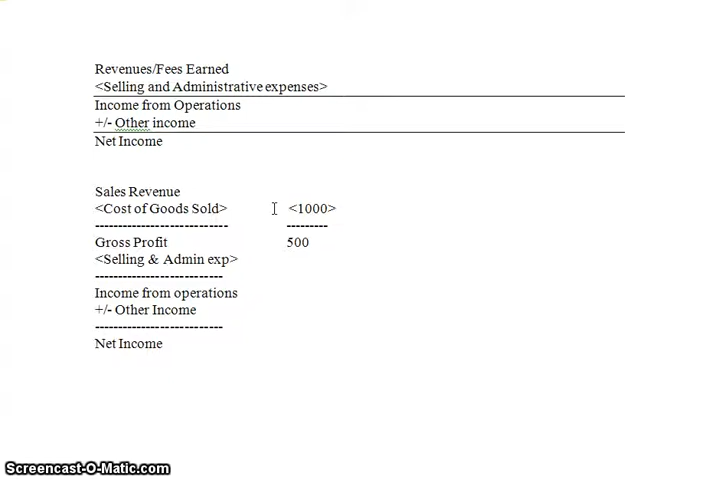 Revenues/Fees Earned
<Selling and Administrative expenses>
Income from Operations
+/- Other income
Net Income
Sales Revenue
<Cost of Goods Sold> <1000>
--------------------------- ---------
Gross Profit 500
<Selling & Admin exp>
--------------------------
Income from operations
+/- Other Income
--------------------------
Net Income
Screencast-O-Matic.com